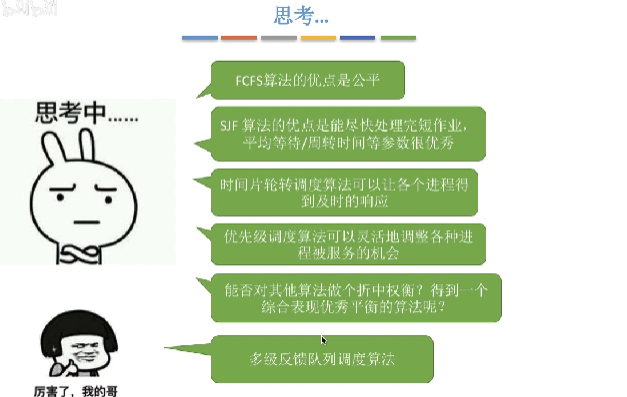 bilibili
思考...
思考中......
FCFS算法的优点是公平
SJF 算法的优点是能尽快处理完短作业，
平均等待/周转时间等参数很优秀
时间片轮转调度算法可以让各个进程得
到及时的响应
优先级调度算法可以灵活地调整各种进
程被服务的机会
能否对其他算法做个折中权衡？得到一个
综合表现优秀平衡的算法呢？
多级反馈队列调度算法
厉害了，我的哥